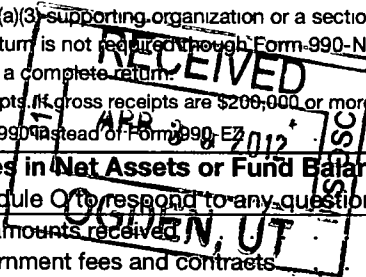 (a)(3) supporting organization or a sectio
turn is not required though Form 990-N
a complete return.
RECEIVED
pts. If gross receipts are $200,000 or more
990 instead of Form 990-EZ
APR 2012
es in Net Assets or Fund Balan
dule O to respond to any question
OGDEN, UT
mounts received
rnment fees and contracts